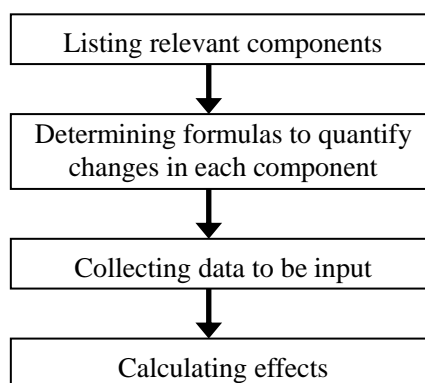 Listing relevant components
Determining formulas to quantify
changes in each component
Collecting data to be input
Calculating effects